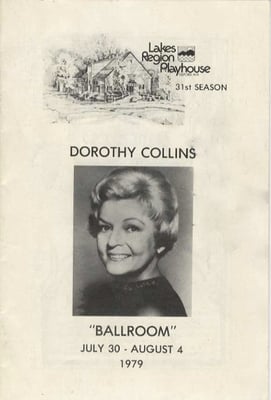 Lakes
Region
Playhouse
31st SEASON
DOROTHY COLLINS
"BALLROOM"
JULY 30 - AUGUST 4
1979